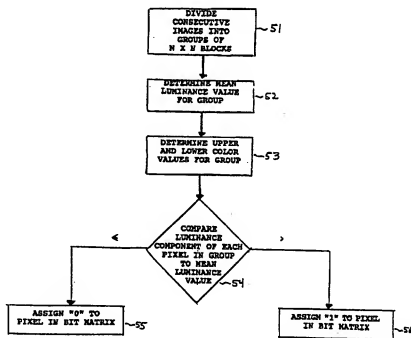 DIVIDE
CONSECUTIVE
IMAGES INTO
GROUPS OF
N X N BLOCKS
51
DETERMINE MEAN
LUMINANCE VALUE
FOR GROUP
52
DETERMINE UPPER
AND LOWER COLOR
VALUES FOR GROUP
53
COMPARE
LUMINANCE
COMPONENT OF EACH
PIXEL IN GROUP
TO MEAN
LUMINANCE
VALUE
54
<
>
ASSIGN "0" TO
PIXEL IN BIT MATRIX
55
ASSIGN "1" TO PIXEL
IN BIT MATRIX
56